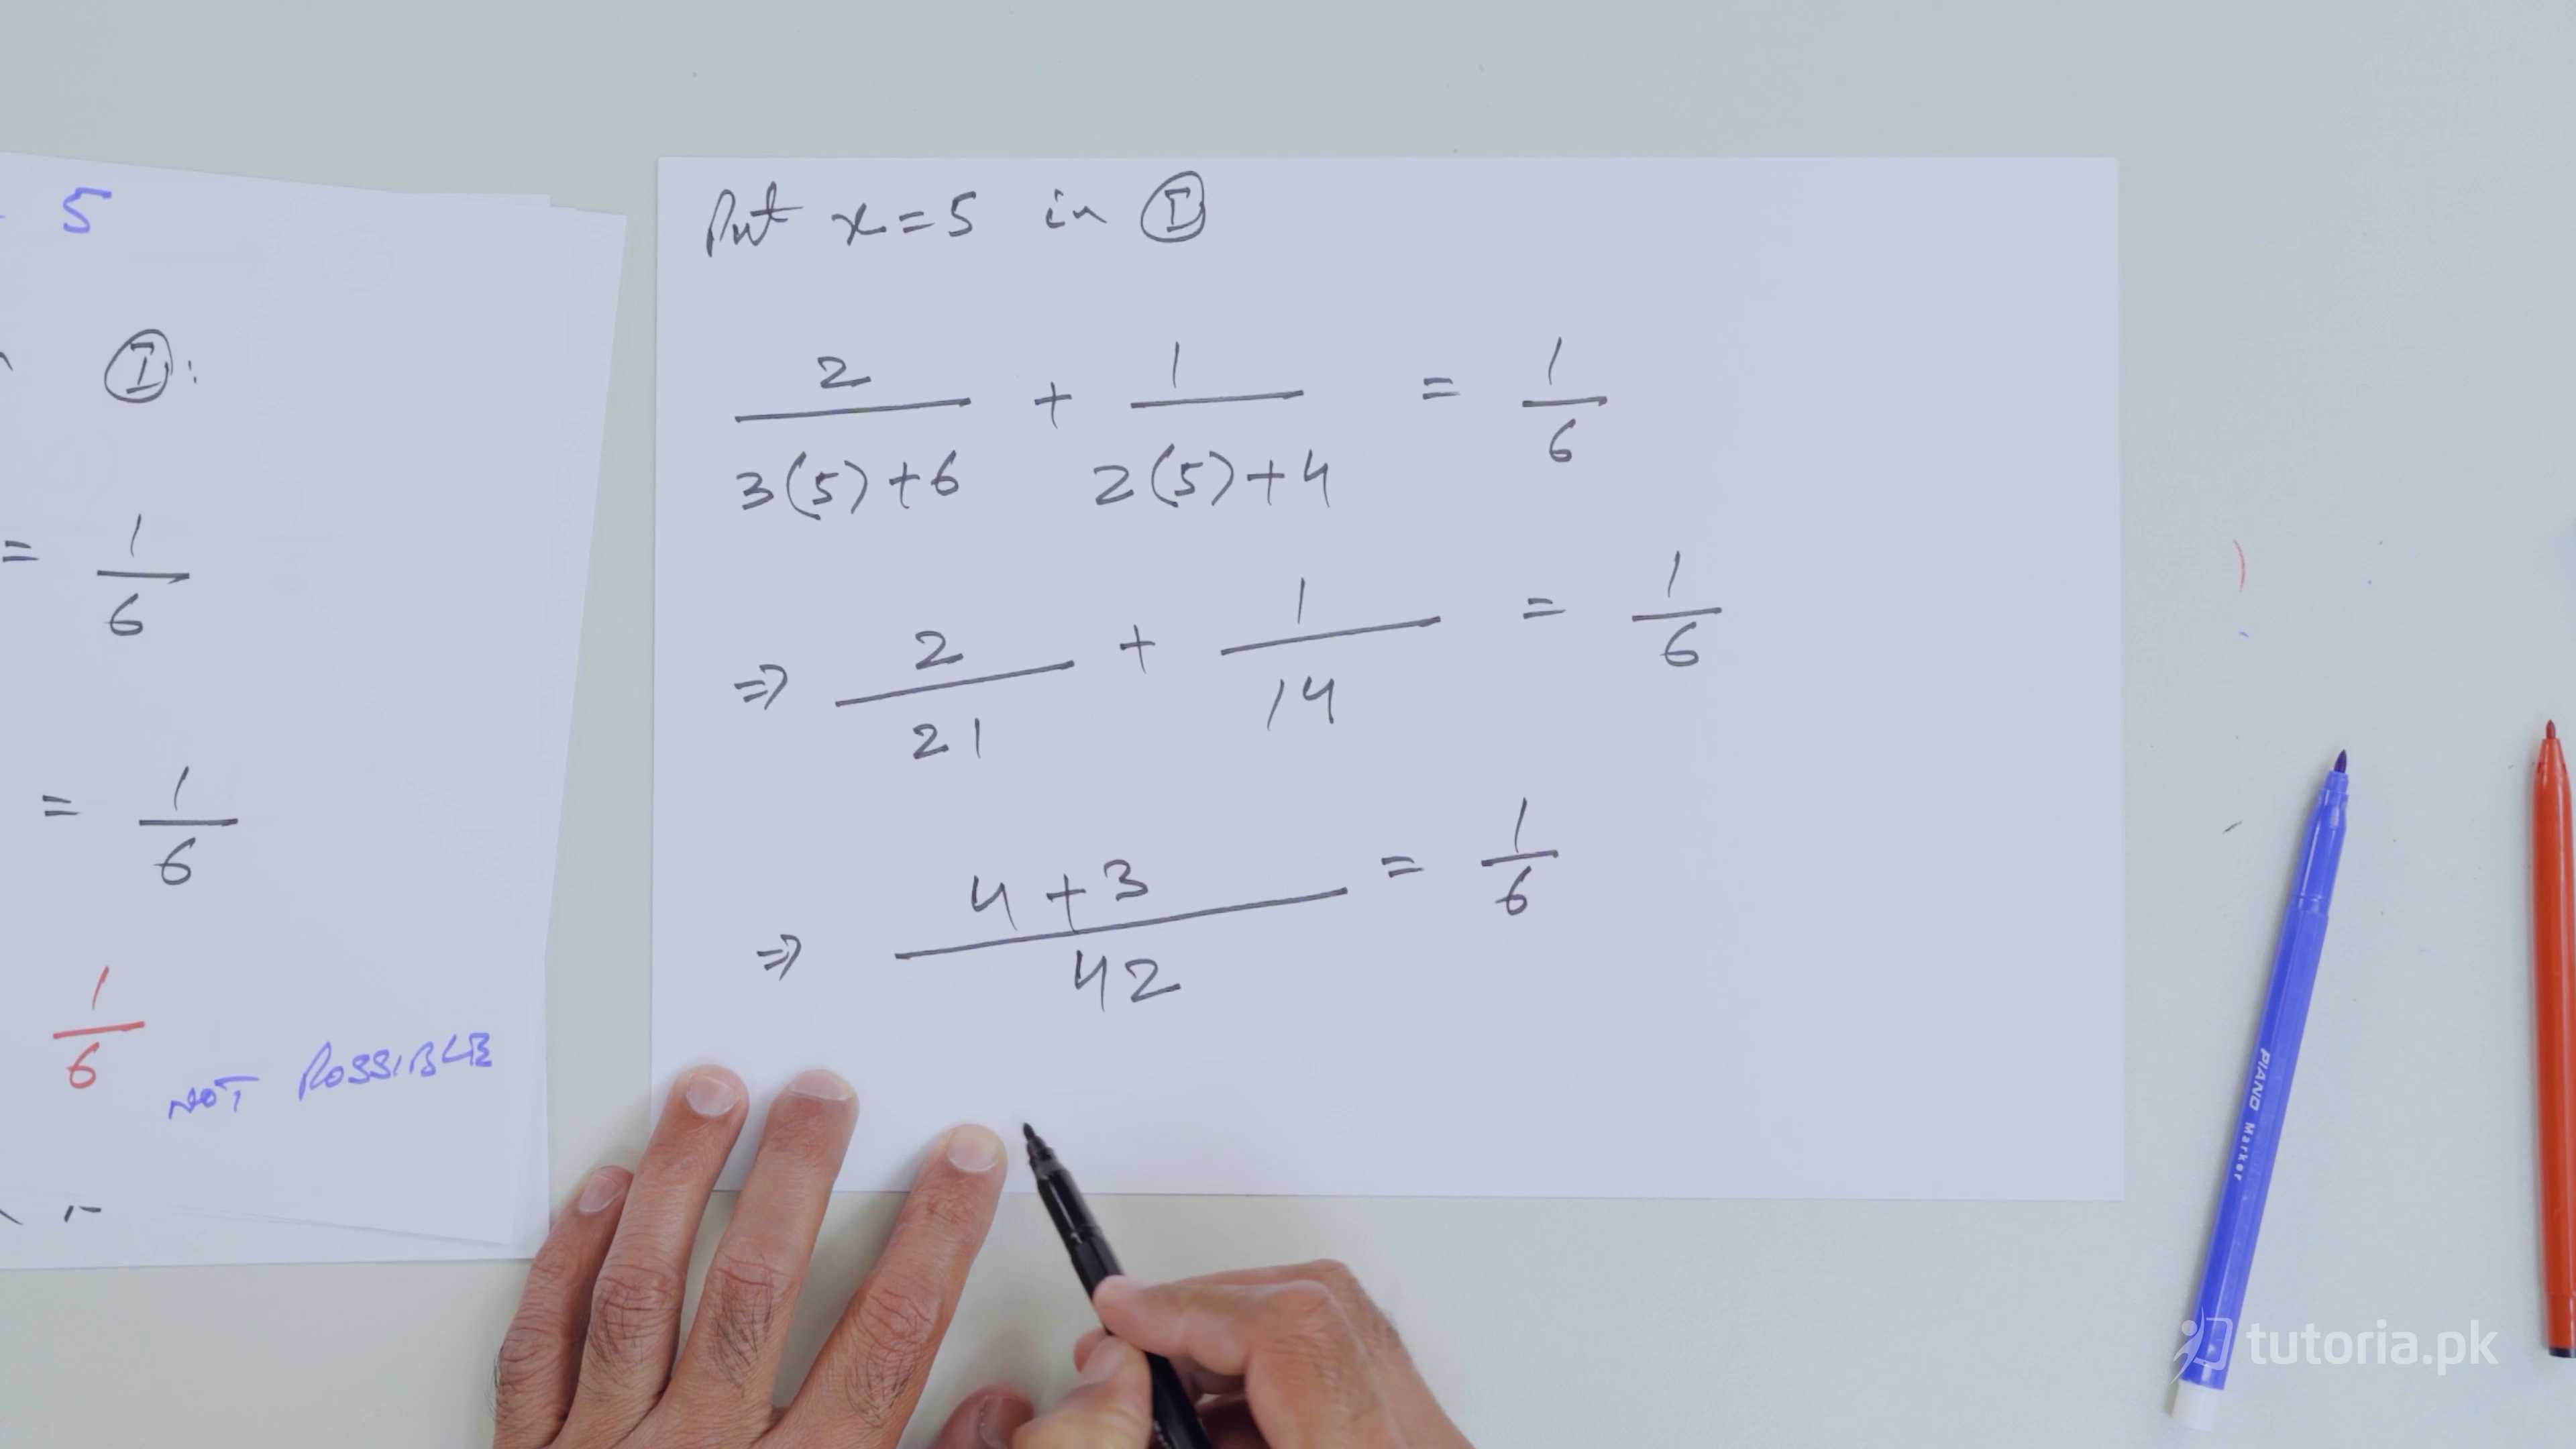 5
Ⓘ:
= 1/6
= 1/6
1/6 NOT POSSIBLE
Put x=5 in Ⓘ
2/(3(5)+6) + 1/(2(5)+4) = 1/6
⇒ 2/21 + 1/14 = 1/6
⇒ (4+3)/42 = 1/6
PIANO Marker
tutoria.pk